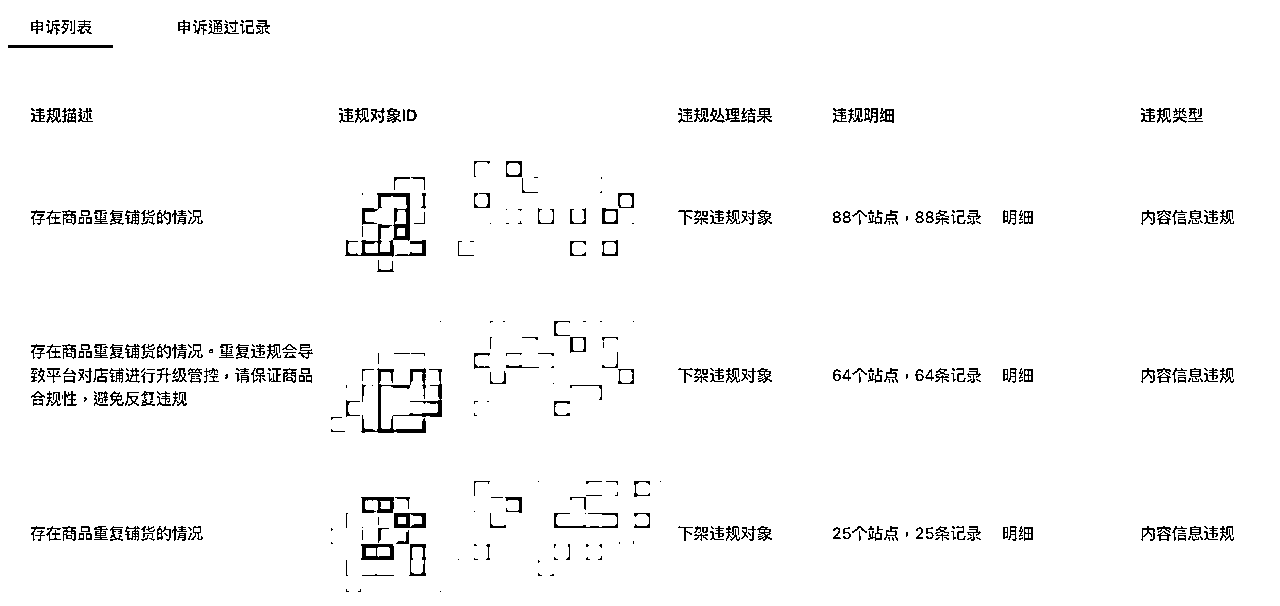 申诉列表 申诉通过记录
违规描述 违规对象ID 违规处理结果 违规明细 违规类型
存在商品重复铺货的情况 下架违规对象 88个站点，88条记录 明细 内容信息违规
存在商品重复铺货的情况。重复违规会导
致平台对店铺进行升级管控，请保证商品
合规性，避免反复违规
下架违规对象 64个站点，64条记录 明细 内容信息违规
存在商品重复铺货的情况 下架违规对象 25个站点，25条记录 明细 内容信息违规